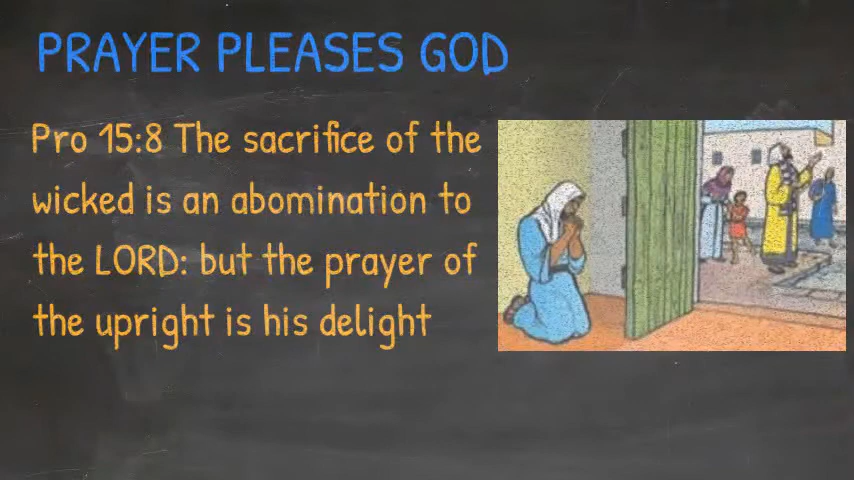 PRAYER PLEASES GOD
Pro 15:8 The sacrifice of the
wicked is an abomination to
the LORD: but the prayer of
the upright is his delight